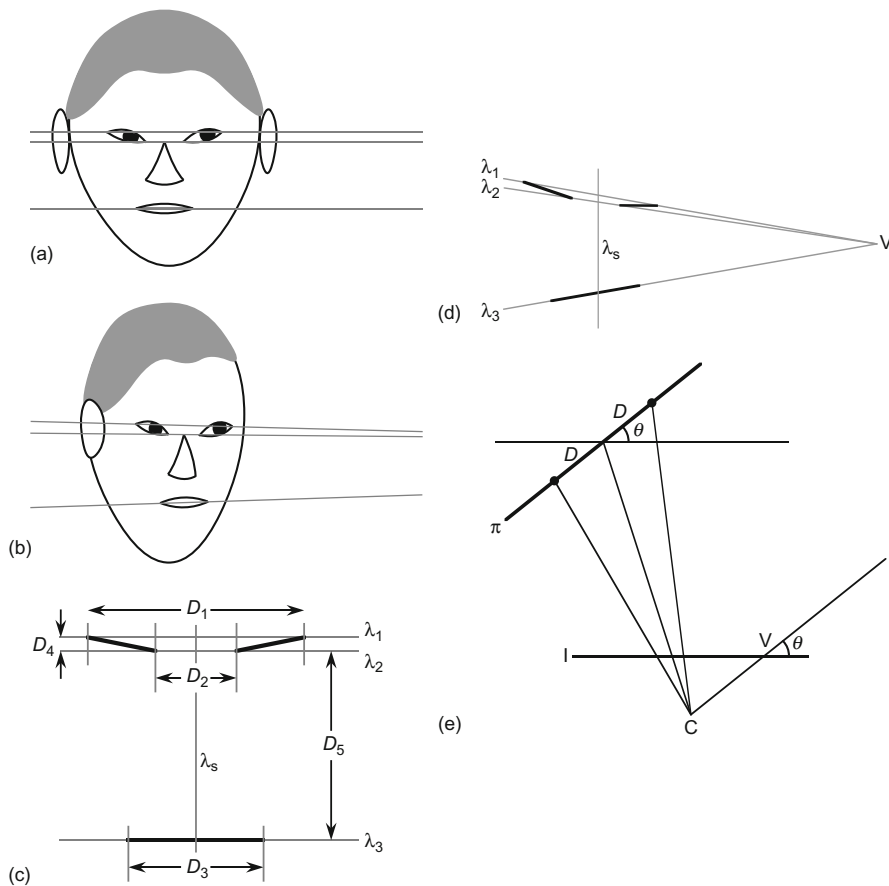 (a)
(b)
D₁
D₄
λ₁
λ₂
D₂
D₅
λₛ
λ₃
D₃
(c)
λ₁
λ₂
V
λₛ
λ₃
(d)
D
θ
D
π
V
θ
I
C
(e)